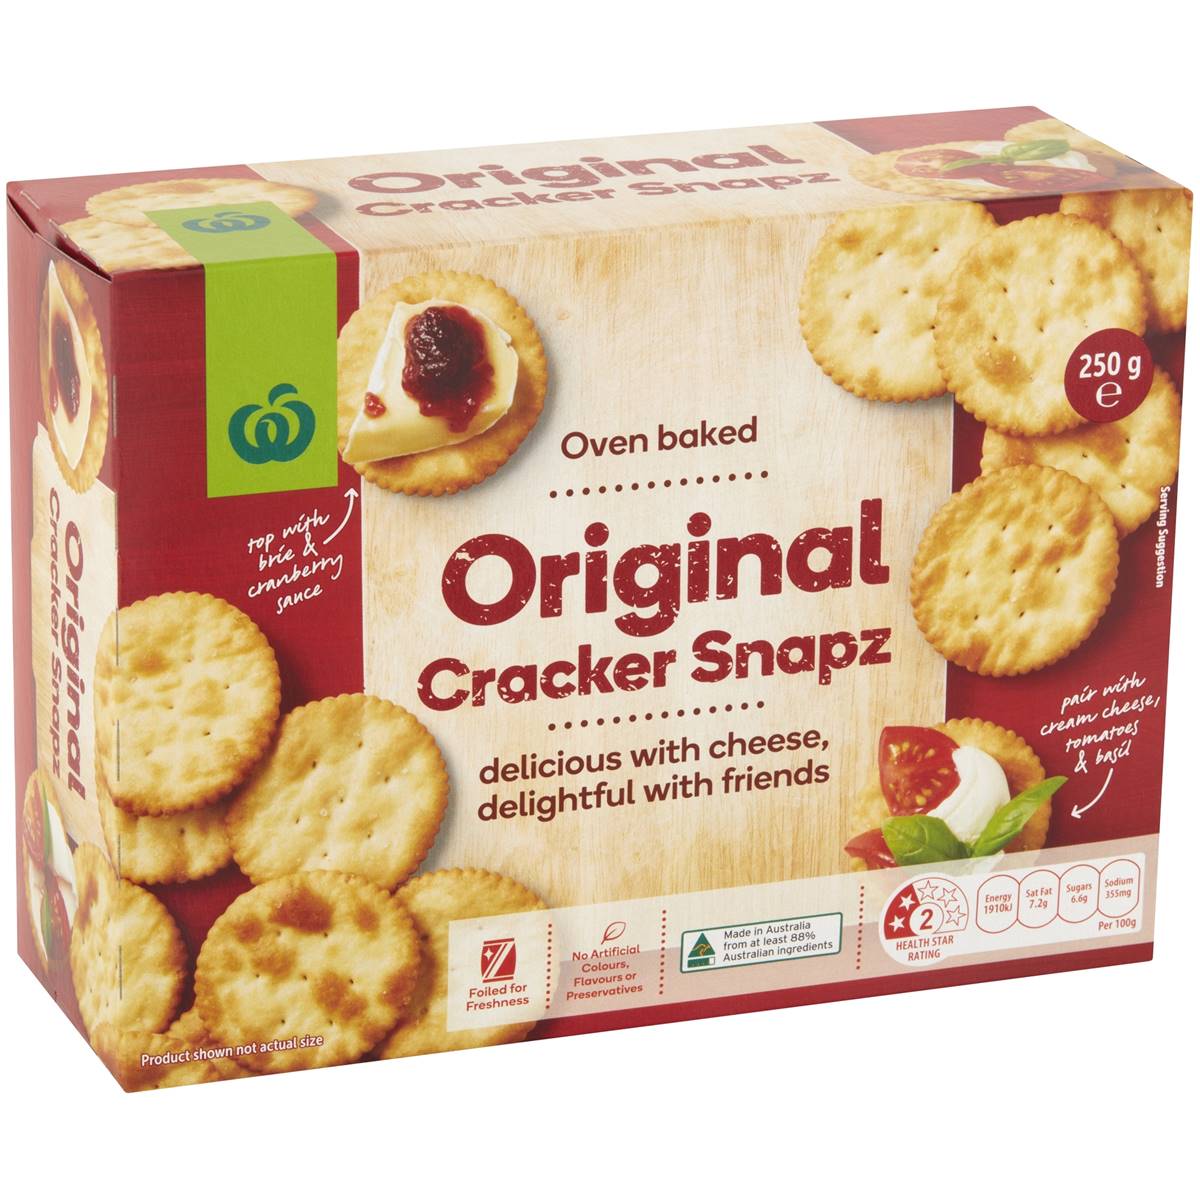 Original
Cracker Snapz
Original
Cracker Snapz
250 g
e
Oven baked
Original
Cracker Snapz
delicious with cheese,
delightful with friends
top with
brie &
cranberry
sauce
Serving Suggestion
pair with
cream cheese,
tomatoes
& basil
Foiled for
Freshness
No Artificial
Colours,
Flavours or
Preservatives
Made in Australia
from at least 88%
Australian ingredients
2
HEALTH STAR
RATING
Energy
1910kJ
Sat Fat
7.2g
Sugars
6.6g
Sodium
355mg
Per 100g
Product shown not actual size